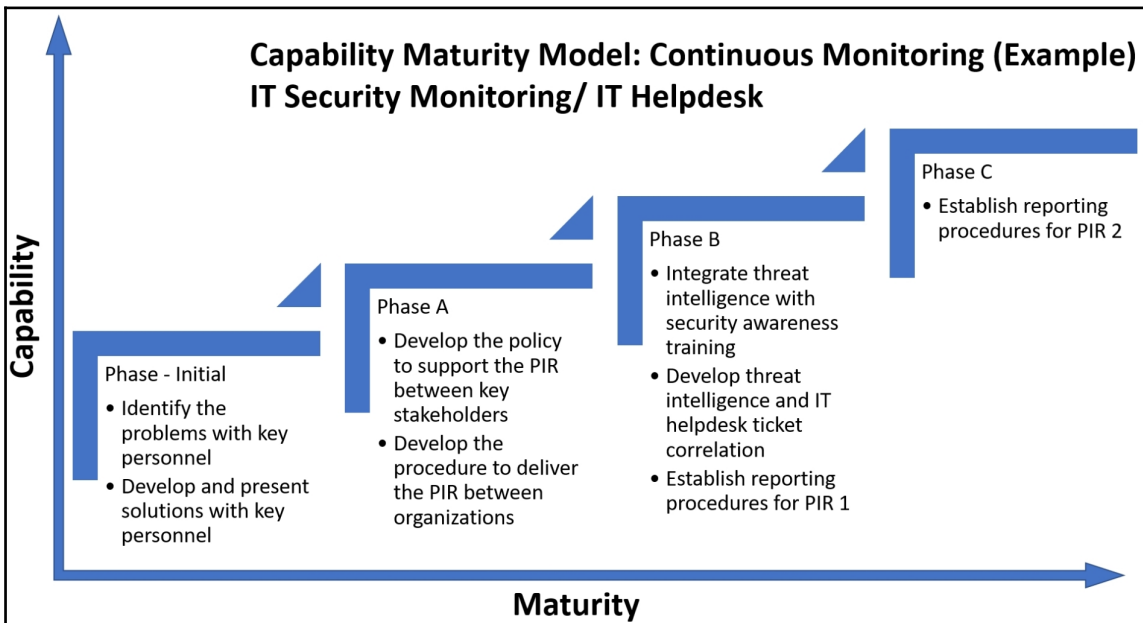 Capability Maturity Model: Continuous Monitoring (Example)
IT Security Monitoring/ IT Helpdesk
Capability
Phase - Initial
• Identify the
problems with key
personnel
• Develop and present
solutions with key
personnel
Phase A
• Develop the policy
to support the PIR
between key
stakeholders
• Develop the
procedure to deliver
the PIR between
organizations
Phase B
• Integrate threat
intelligence with
security awareness
training
• Develop threat
intelligence and IT
helpdesk ticket
correlation
• Establish reporting
procedures for PIR 1
Phase C
• Establish reporting
procedures for PIR 2
Maturity